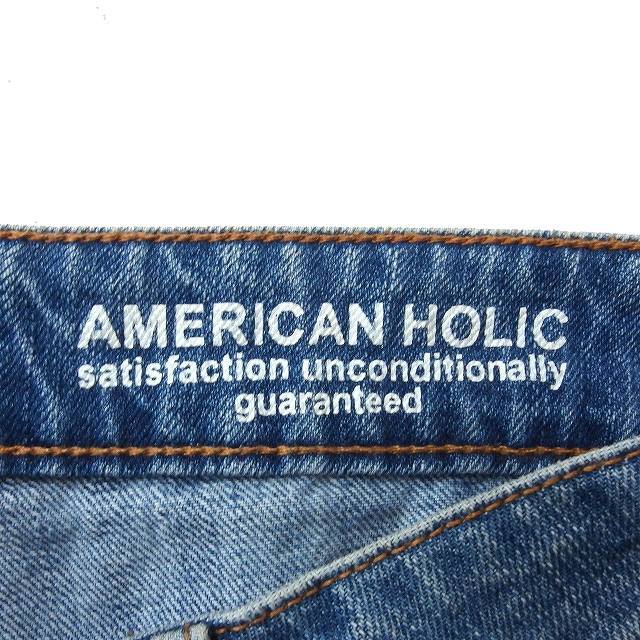 AMERICAN HOLIC
satisfaction unconditionally
guaranteed